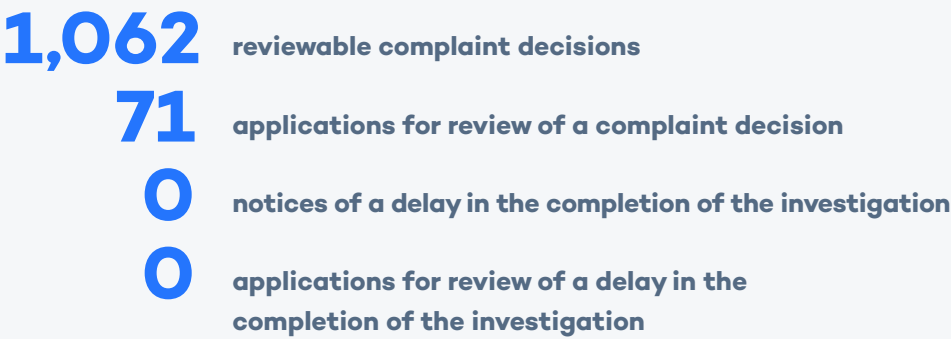 1,062 reviewable complaint decisions
71 applications for review of a complaint decision
0 notices of a delay in the completion of the investigation
0 applications for review of a delay in the
completion of the investigation